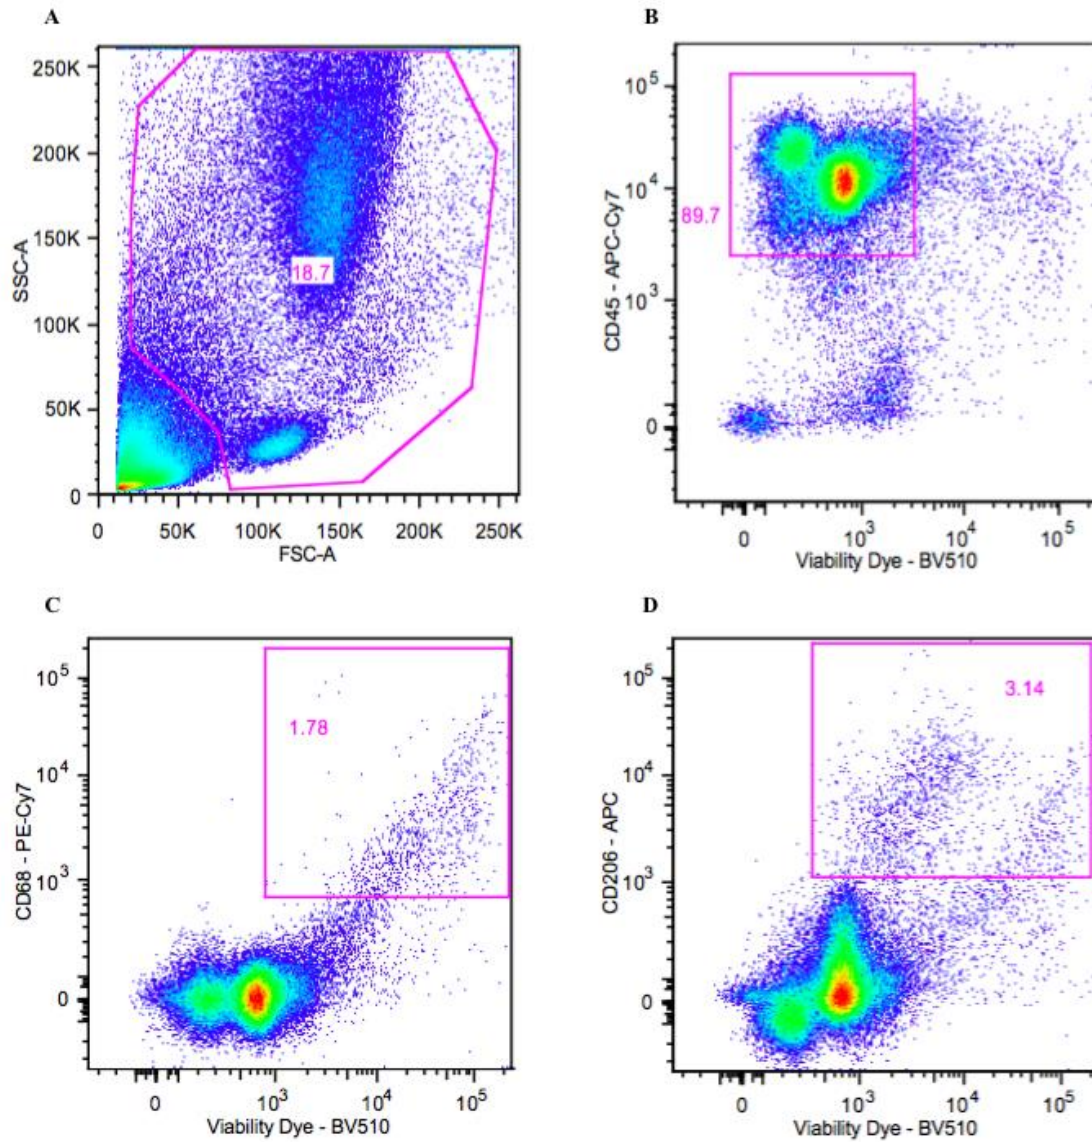 A
B
250K
200K
150K
100K
50K
0
SSC-A
18.7
0 50K 100K 150K 200K 250K
FSC-A
10^5
10^4
10^3
0
CD45 - APC-Cy7
89.7
0 10^3 10^4 10^5
Viability Dye - BV510
C
D
10^5
10^4
10^3
0
CD68 - PE-Cy7
1.78
0 10^3 10^4 10^5
Viability Dye - BV510
10^5
10^4
10^3
0
CD206 - APC
3.14
0 10^3 10^4 10^5
Viability Dye - BV510